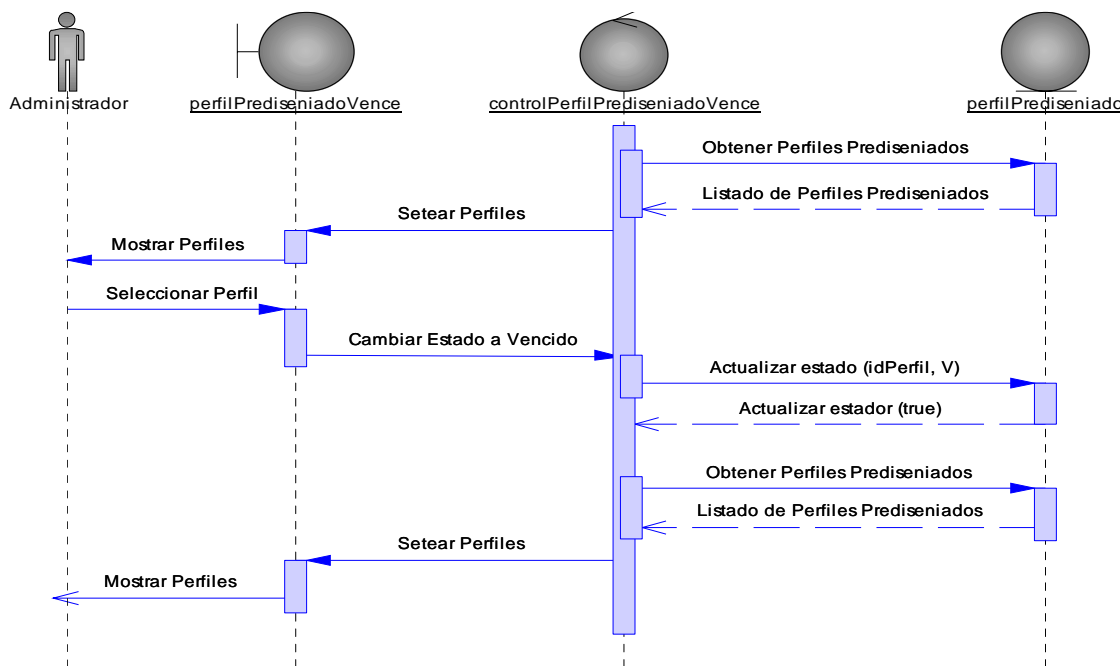 Administrador
perfilPrediseniadoVence
controlPerfilPrediseniadoVence
perfilPrediseniado
Obtener Perfiles Prediseniados
Listado de Perfiles Prediseniados
Setear Perfiles
Mostrar Perfiles
Seleccionar Perfil
Cambiar Estado a Vencido
Actualizar estado (idPerfil, V)
Actualizar estador (true)
Obtener Perfiles Prediseniados
Listado de Perfiles Prediseniados
Setear Perfiles
Mostrar Perfiles